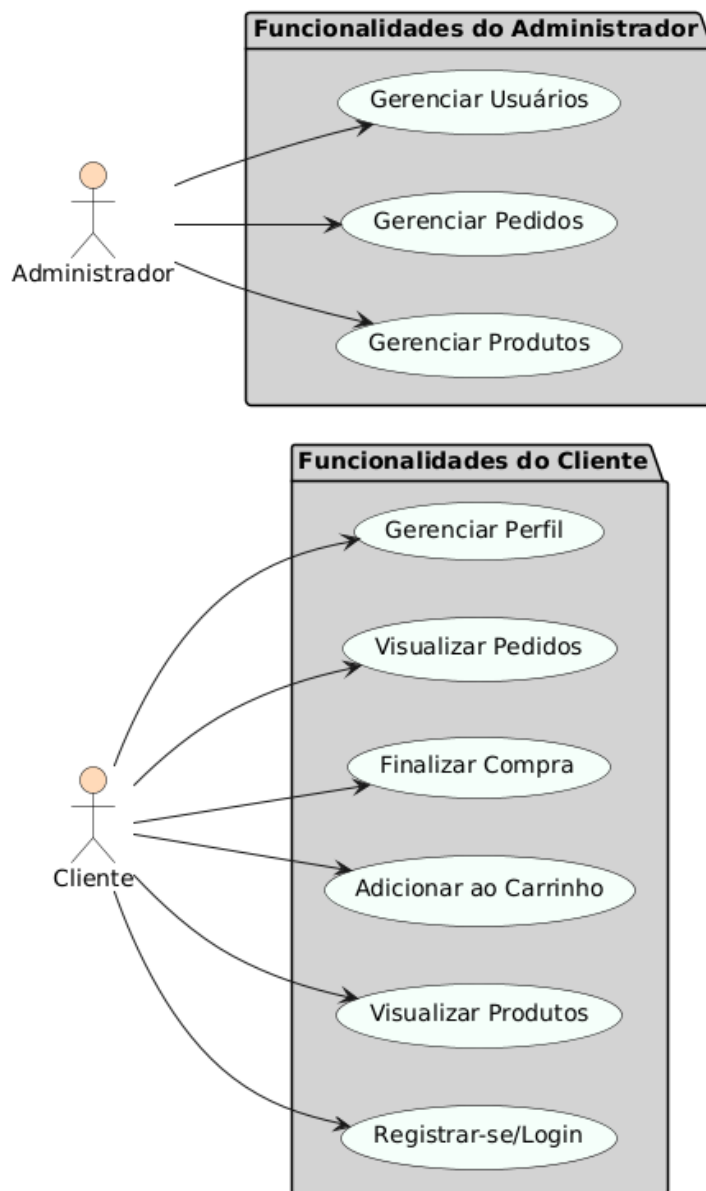 Funcionalidades do Administrador
Gerenciar Usuários
Gerenciar Pedidos
Administrador
Gerenciar Produtos
Funcionalidades do Cliente
Gerenciar Perfil
Visualizar Pedidos
Finalizar Compra
Cliente
Adicionar ao Carrinho
Visualizar Produtos
Registrar-se/Login